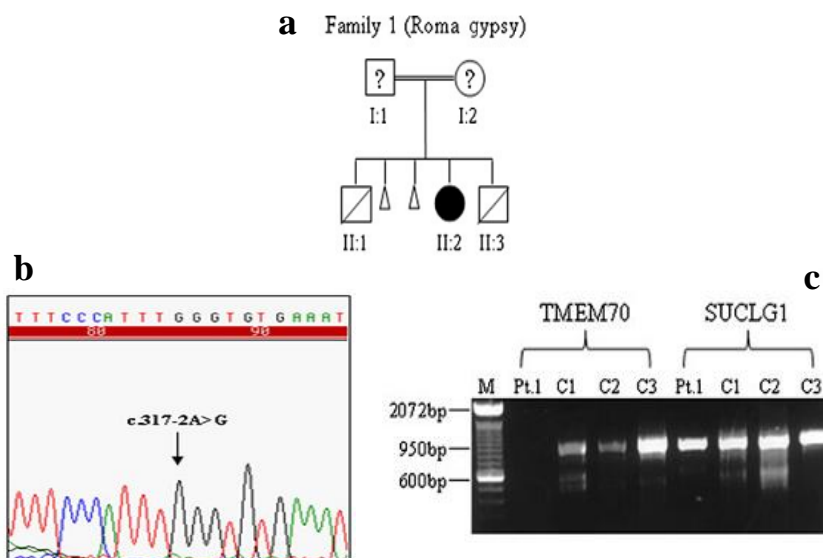 a Family 1 (Roma gypsy)
? ?
I:1 I:2
II:1 II:2 II:3
b
T T T C C C A T T T G G G T G T G A A A T
80 90
c.317-2A>G
c
TMEM70 SUCLG1
M Pt.1 C1 C2 C3 Pt.1 C1 C2 C3
2072bp
950bp
600bp